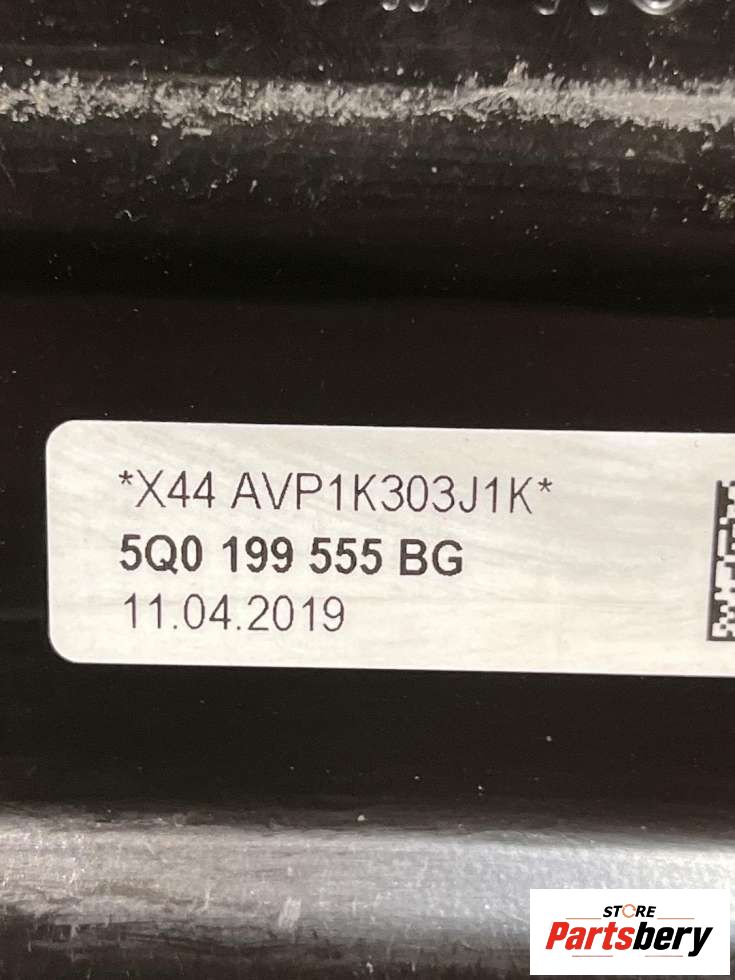 *X44 AVP1K303J1K*
5Q0 199 555 BG
11.04.2019
STORE
Partsbery